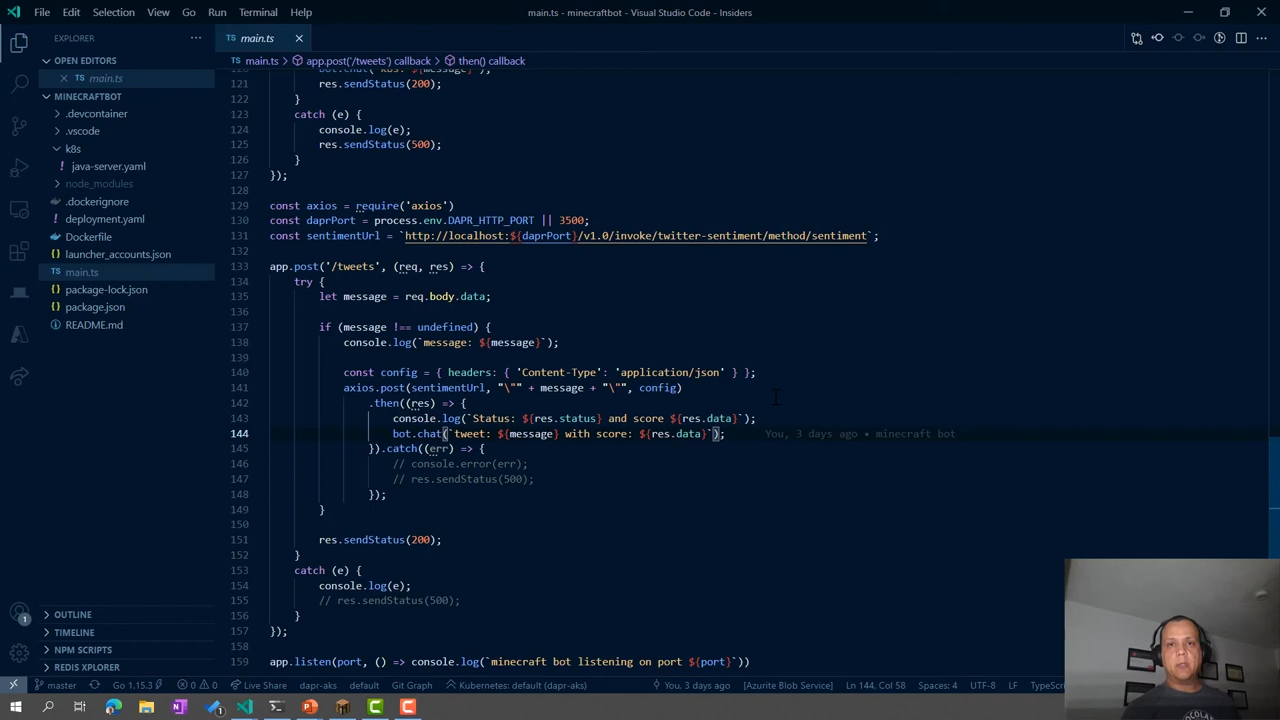 File Edit Selection View Go Run Terminal Help
main.ts - minecraftbot - Visual Studio Code - Insiders
EXPLORER
OPEN EDITORS
TS main.ts
MINECRAFTBOT
.devcontainer
.vscode
k8s
java-server.yaml
node_modules
.dockerignore
deployment.yaml
Dockerfile
launcher_accounts.json
main.ts
package-lock.json
package.json
README.md
OUTLINE
TIMELINE
NPM SCRIPTS
REDIS XPLORER
TS main.ts
TS main.ts > app.post('/tweets') callback > then() callback
121 res.sendStatus(200);
122 }
123 catch (e) {
124 console.log(e);
125 res.sendStatus(500);
126 }
127 });
128
129 const axios = require('axios')
130 const daprPort = process.env.DAPR_HTTP_PORT || 3500;
131 const sentimentUrl = `http://localhost:${daprPort}/v1.0/invoke/twitter-sentiment/method/sentiment`;
132
133 app.post('/tweets', (req, res) => {
134 try {
135 let message = req.body.data;
136
137 if (message !== undefined) {
138 console.log(`message: ${message}`);
139
140 const config = { headers: { 'Content-Type': 'application/json' } };
141 axios.post(sentimentUrl, "\"" + message + "\"", config)
142 .then((res) => {
143 console.log(`Status: ${res.status} and score ${res.data}`);
144 bot.chat(`tweet: ${message} with score: ${res.data}`); You, 3 days ago • minecraft bot
145 }).catch((err) => {
146 // console.error(err);
147 // res.sendStatus(500);
148 });
149 }
150
151 res.sendStatus(200);
152 }
153 catch (e) {
154 console.log(e);
155 // res.sendStatus(500);
156 }
157 });
158
159 app.listen(port, () => console.log(`minecraft bot listening on port ${port}`))
master Go 1.15.3 0 0 Live Share dapr-aks default Git Graph Kubernetes: default (dapr-aks) You, 3 days ago [Azurite Blob Service] Ln 144, Col 58 Spaces: 4 UTF-8 LF TypeScr